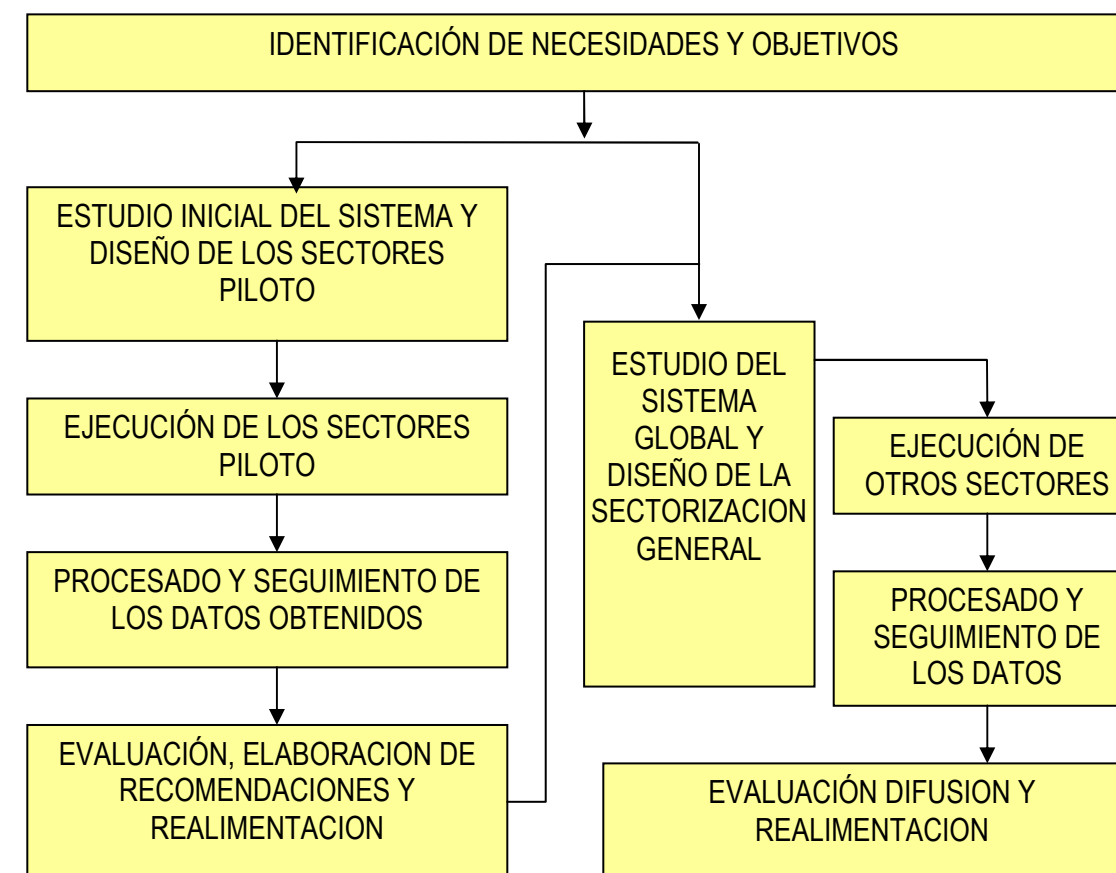 IDENTIFICACIÓN DE NECESIDADES Y OBJETIVOS
ESTUDIO INICIAL DEL SISTEMA Y
DISEÑO DE LOS SECTORES
PILOTO
EJECUCIÓN DE LOS SECTORES
PILOTO
PROCESADO Y SEGUIMIENTO DE
LOS DATOS OBTENIDOS
EVALUACIÓN, ELABORACION DE
RECOMENDACIONES Y
REALIMENTACION
ESTUDIO DEL
SISTEMA
GLOBAL Y
DISEÑO DE LA
SECTORIZACION
GENERAL
EJECUCIÓN DE
OTROS SECTORES
PROCESADO Y
SEGUIMIENTO DE
LOS DATOS
EVALUACIÓN DIFUSION Y
REALIMENTACION